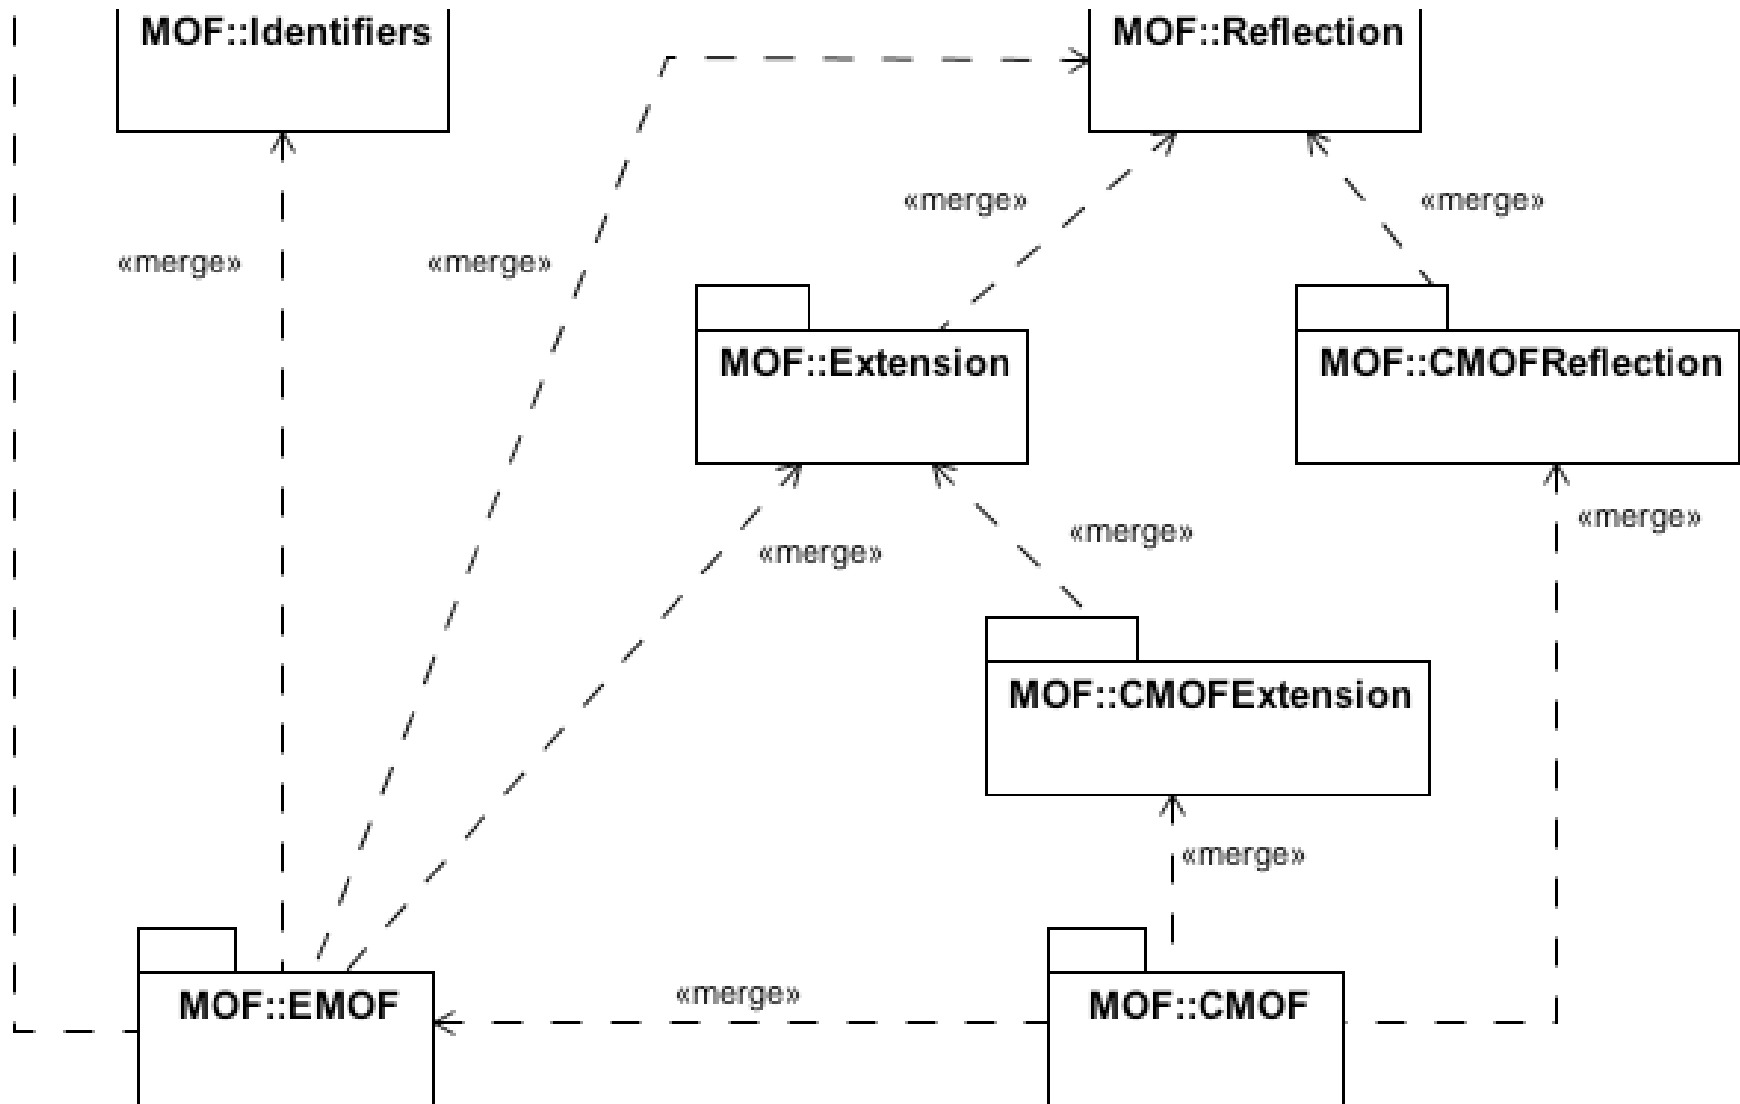 MOF::Identifiers
MOF::Reflection
«merge»
«merge»
«merge»
«merge»
MOF::Extension
MOF::CMOFReflection
«merge»
«merge»
«merge»
MOF::CMOFExtension
«merge»
«merge»
MOF::EMOF
MOF::CMOF